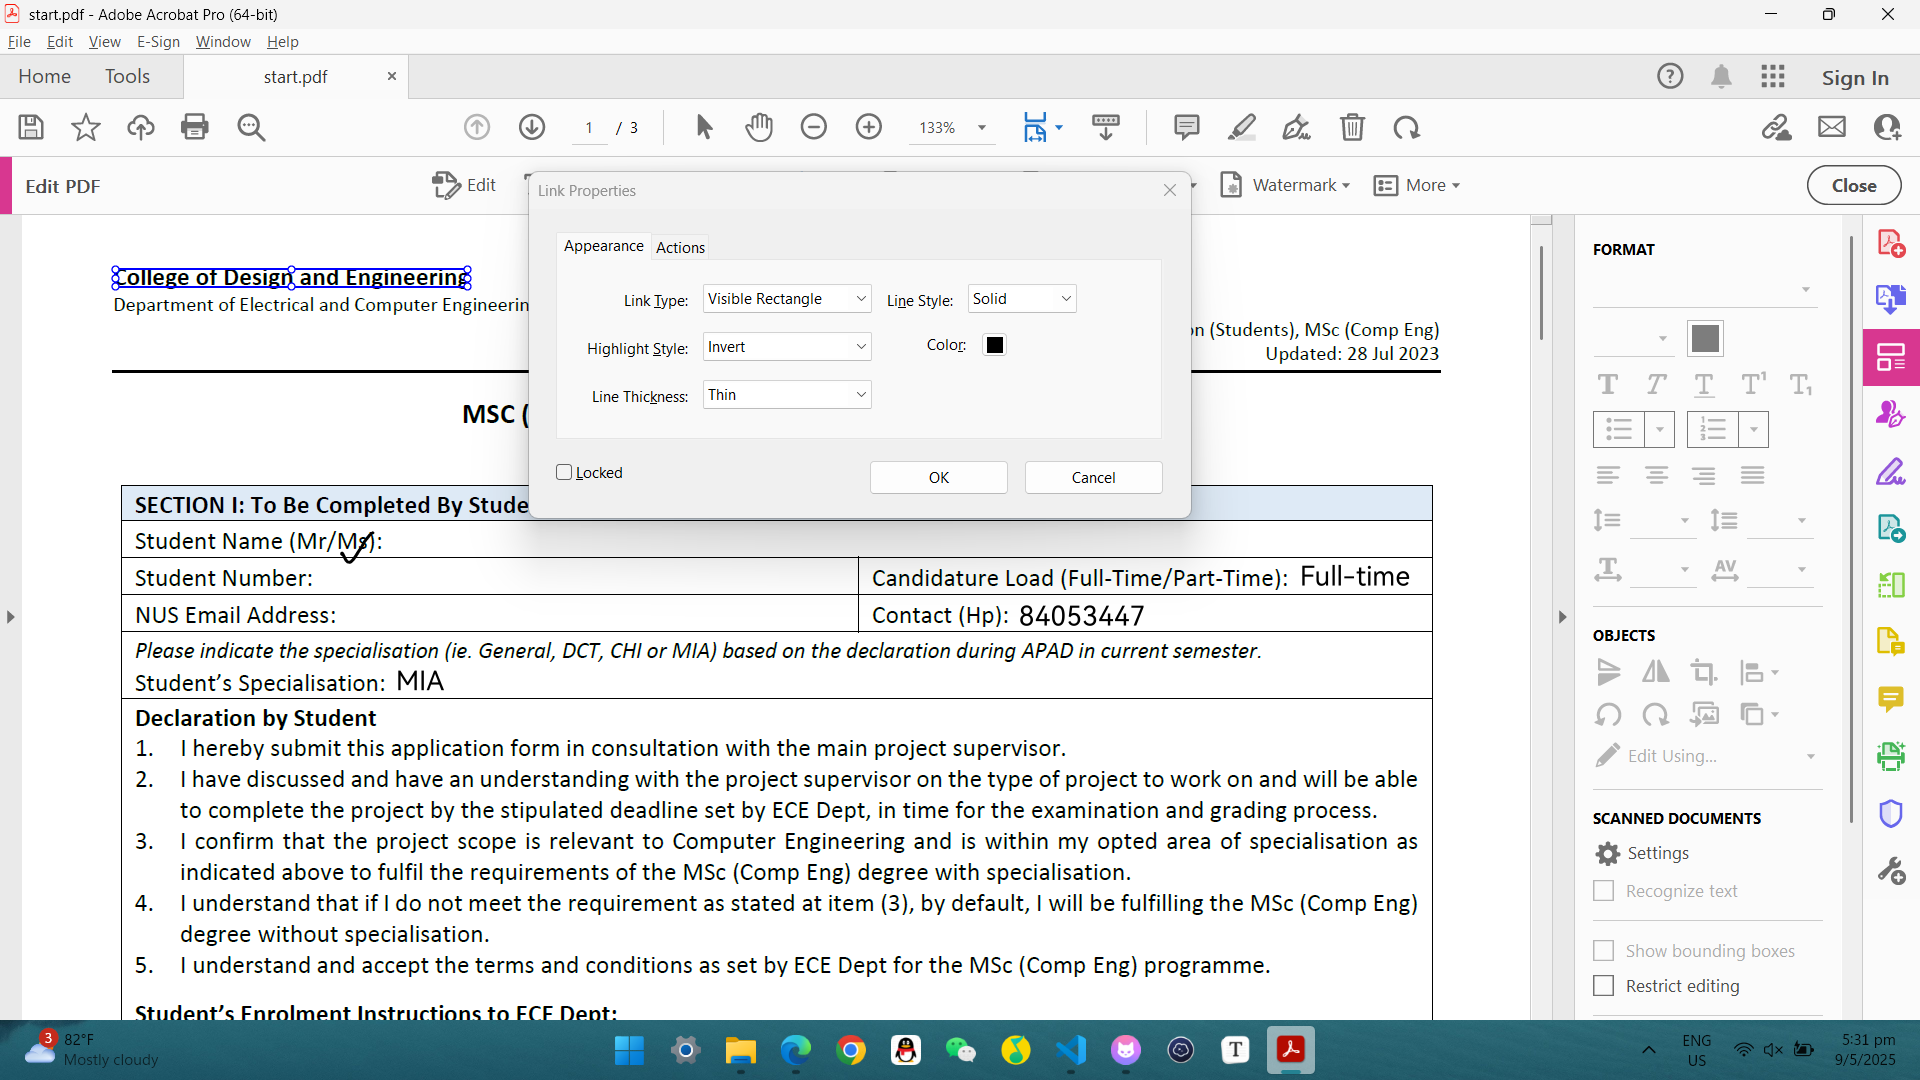 start.pdf - Adobe Acrobat Pro (64-bit)
File Edit View E-Sign Window Help
Home Tools start.pdf Sign In
1 / 3 133%
Edit PDF Edit Watermark More Close
Link Properties
Appearance Actions
Link Type: Visible Rectangle Line Style: Solid
Highlight Style: Invert Color:
Line Thickness: Thin
Locked OK Cancel
College of Design and Engineering
Department of Electrical and Computer Engineerin
(Students), MSc (Comp Eng)
Updated: 28 Jul 2023
MSC (
SECTION I: To Be Completed By Stude
Student Name (Mr/Ms):
Student Number: Candidature Load (Full-Time/Part-Time): Full-time
NUS Email Address: Contact (Hp): 84053447
Please indicate the specialisation (ie. General, DCT, CHI or MIA) based on the declaration during APAD in current semester.
Student’s Specialisation: MIA
Declaration by Student
1. I hereby submit this application form in consultation with the main project supervisor.
2. I have discussed and have an understanding with the project supervisor on the type of project to work on and will be able
to complete the project by the stipulated deadline set by ECE Dept, in time for the examination and grading process.
3. I confirm that the project scope is relevant to Computer Engineering and is within my opted area of specialisation as
indicated above to fulfil the requirements of the MSc (Comp Eng) degree with specialisation.
4. I understand that if I do not meet the requirement as stated at item (3), by default, I will be fulfilling the MSc (Comp Eng)
degree without specialisation.
5. I understand and accept the terms and conditions as set by ECE Dept for the MSc (Comp Eng) programme.
Student’s Enrolment Instructions to ECE Dept:
FORMAT
OBJECTS
Edit Using...
SCANNED DOCUMENTS
Settings
Recognize text
Show bounding boxes
Restrict editing
3
82°F
Mostly cloudy
ENG
US
5:31 pm
9/5/2025